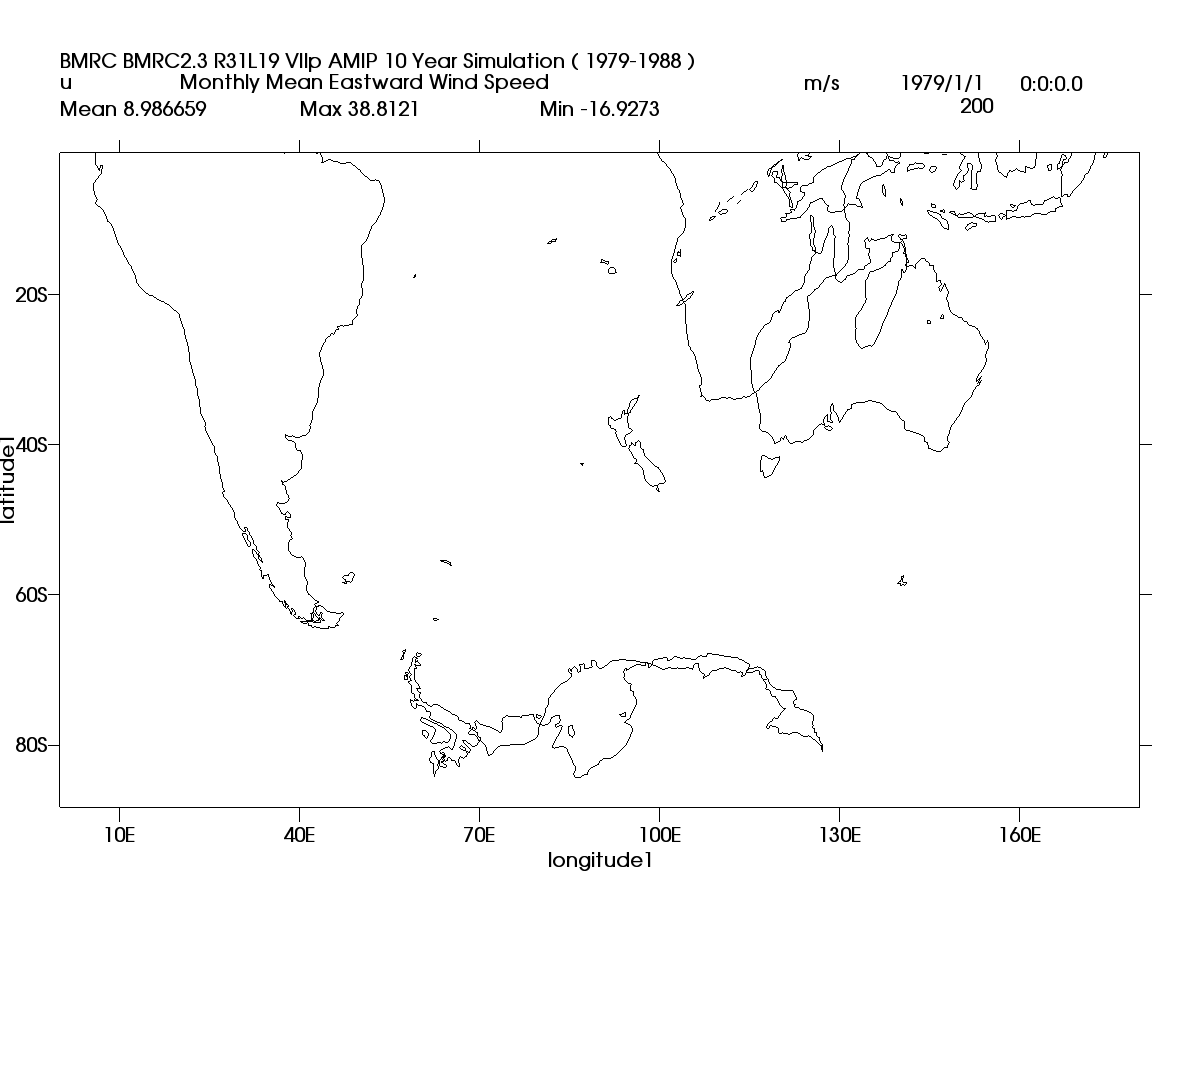 BMRC BMRC2.3 R31L19 VIIp AMIP 10 Year Simulation ( 1979-1988 )
u Monthly Mean Eastward Wind Speed m/s 1979/1/1 0:0:0.0
Mean 8.986659 Max 38.8121 Min -16.9273 200
20S
40S
60S
80S
latitude1
10E 40E 70E 100E 130E 160E
longitude1